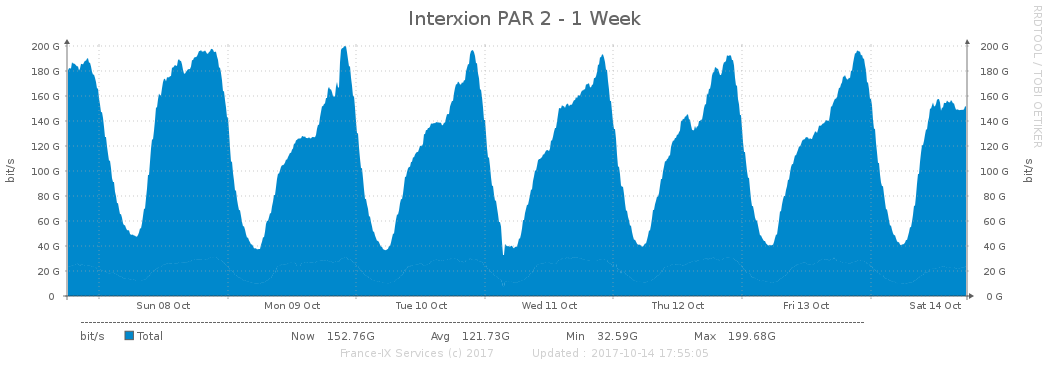 Interxion PAR 2 - 1 Week
RRDTOOL / TOBI OETIKER
200 G 200 G
180 G 180 G
160 G 160 G
140 G 140 G
120 G 120 G
100 G 100 G
80 G 80 G
60 G 60 G
40 G 40 G
20 G 20 G
0 0 G
bit/s bit/s
Sun 08 Oct Mon 09 Oct Tue 10 Oct Wed 11 Oct Thu 12 Oct Fri 13 Oct Sat 14 Oct
bit/s Total Now 152.76G Avg 121.73G Min 32.59G Max 199.68G
France-IX Services (c) 2017 Updated : 2017-10-14 17:55:05